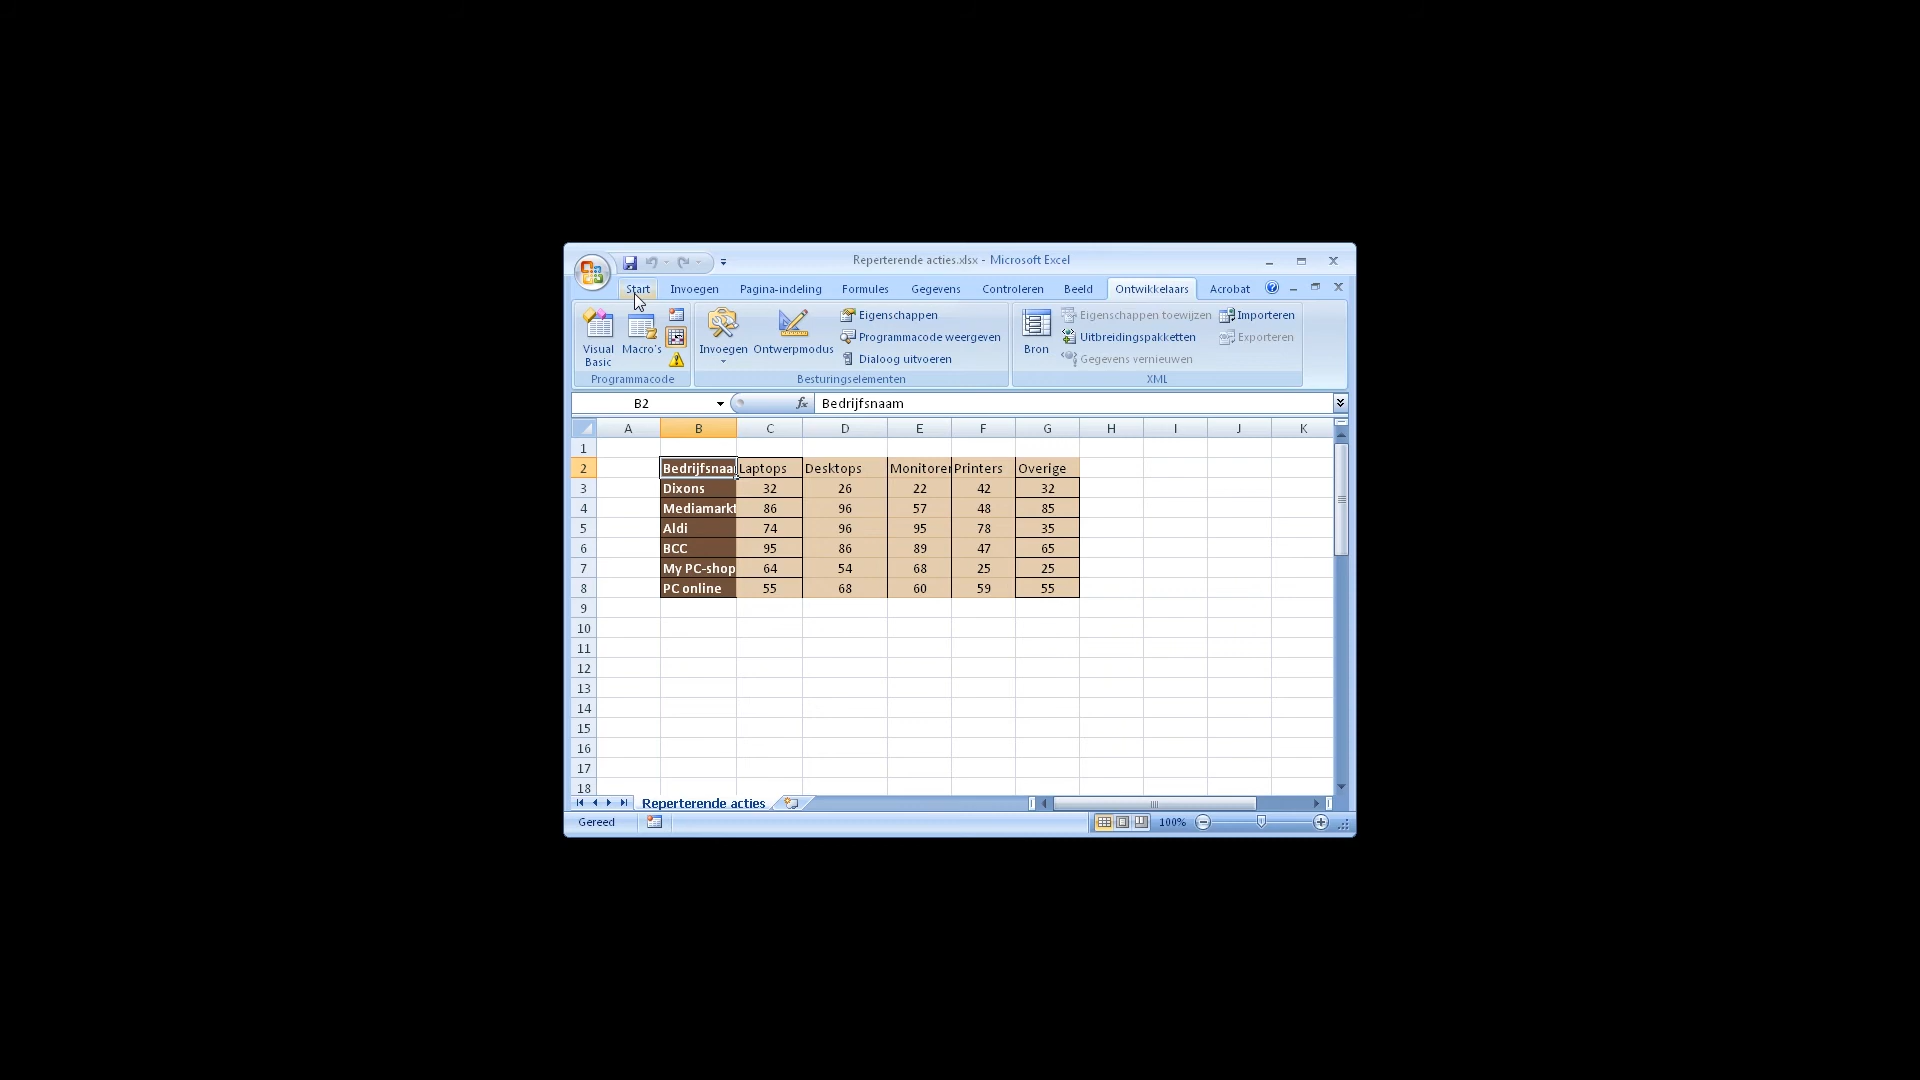 Reperterende acties.xlsx - Microsoft Excel
Start Invoegen Pagina-indeling Formules Gegevens Controleren Beeld Ontwikkelaars Acrobat
Visual Basic
Macro's
Programmacode
Invoegen
Ontwerpmodus
Eigenschappen
Programmacode weergeven
Dialoog uitvoeren
Besturingselementen
Bron
Eigenschappen toewijzen
Uitbreidingspakketten
Gegevens vernieuwen
Importeren
Exporteren
XML
B2 fx Bedrijfsnaam
A B C D E F G H I J K
1
2 Bedrijfsnaa Laptops Desktops Monitorer Printers Overige
3 Dixons 32 26 22 42 32
4 Mediamarkt 86 96 57 48 85
5 Aldi 74 96 95 78 35
6 BCC 95 86 89 47 65
7 My PC-shop 64 54 68 25 25
8 PC online 55 68 60 59 55
9
10
11
12
13
14
15
16
17
18
Reperterende acties
Gereed 100%